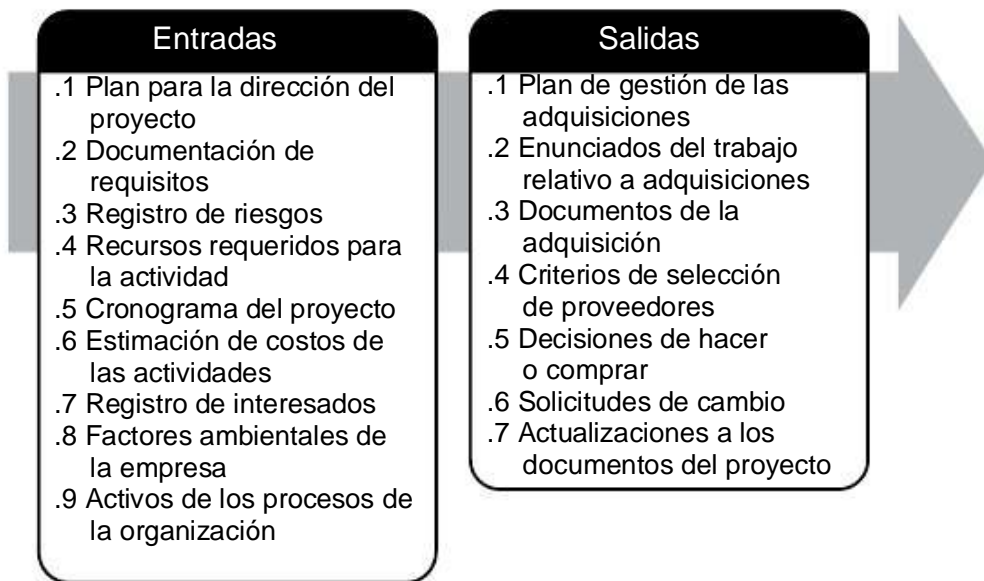 Entradas
.1 Plan para la dirección del
proyecto
.2 Documentación de
requisitos
.3 Registro de riesgos
.4 Recursos requeridos para
la actividad
.5 Cronograma del proyecto
.6 Estimación de costos de
las actividades
.7 Registro de interesados
.8 Factores ambientales de
la empresa
.9 Activos de los procesos de
la organización
Salidas
.1 Plan de gestión de las
adquisiciones
.2 Enunciados del trabajo
relativo a adquisiciones
.3 Documentos de la
adquisición
.4 Criterios de selección
de proveedores
.5 Decisiones de hacer
o comprar
.6 Solicitudes de cambio
.7 Actualizaciones a los
documentos del proyecto